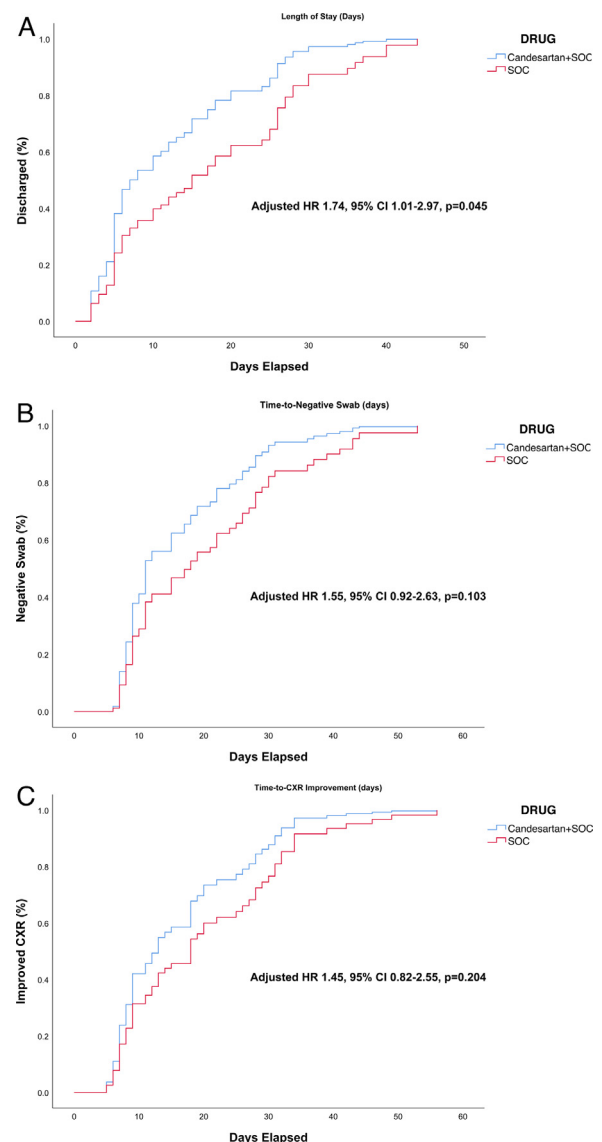 A
Length of Stay (Days)
DRUG
Candesartan+SOC
SOC
Discharged (%)
1.0
0.8
0.6
0.4
0.2
0.0
Adjusted HR 1.74, 95% CI 1.01-2.97, p=0.045
0 10 20 30 40 50
Days Elapsed
B
Time-to-Negative Swab (days)
DRUG
Candesartan+SOC
SOC
Negative Swab (%)
1.0
0.8
0.6
0.4
0.2
0.0
Adjusted HR 1.55, 95% CI 0.92-2.63, p=0.103
0 10 20 30 40 50 60
Days Elapsed
C
Time-to-CXR Improvement (days)
DRUG
Candesartan+SOC
SOC
Improved CXR (%)
1.0
0.8
0.6
0.4
0.2
0.0
Adjusted HR 1.45, 95% CI 0.82-2.55, p=0.204
0 10 20 30 40 50 60
Days Elapsed